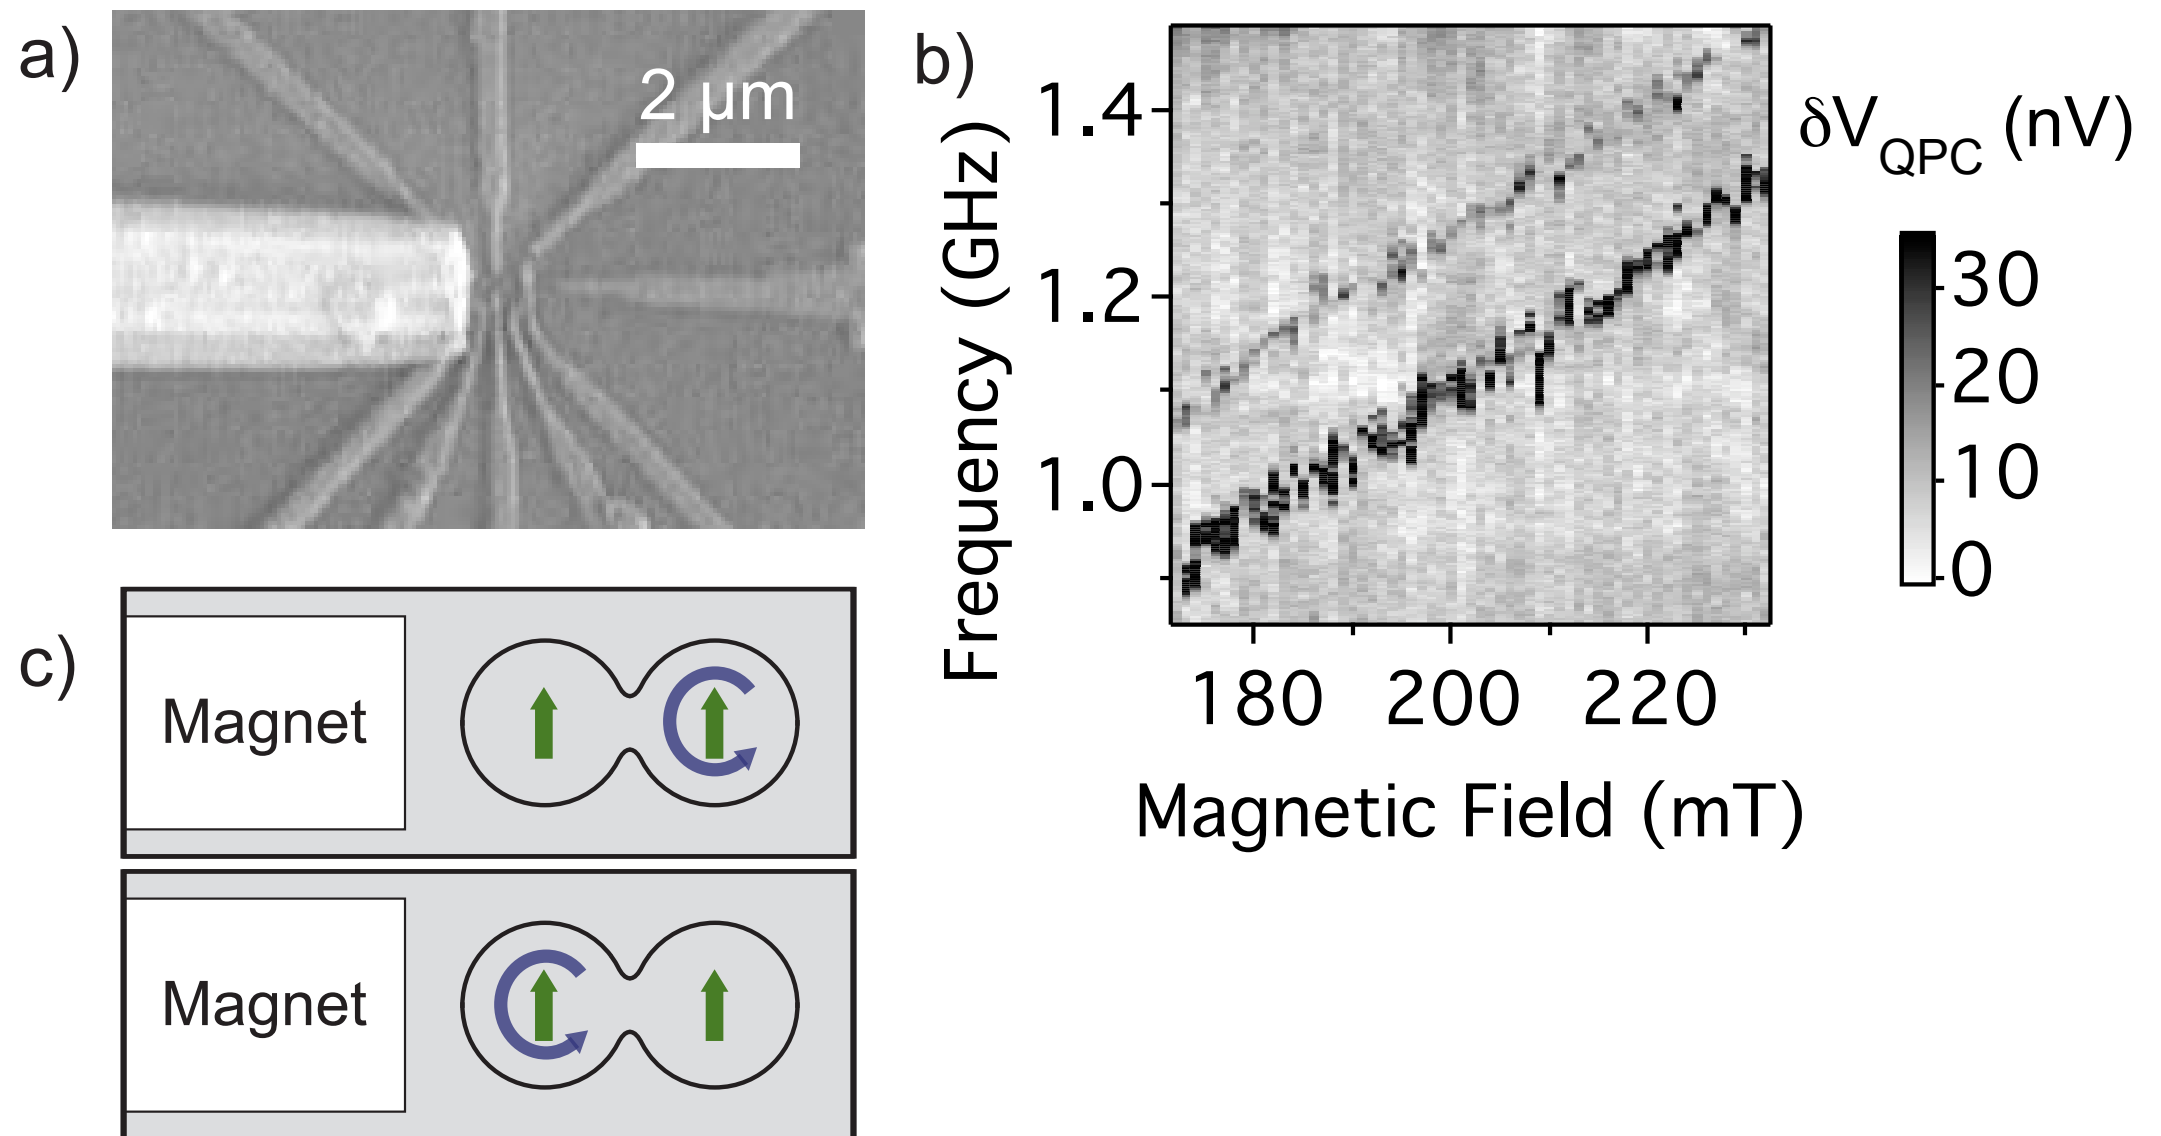 a)
2 μm
b)
Frequency (GHz)
1.4
1.2
1.0
180 200 220
Magnetic Field (mT)
δV_QPC (nV)
30
20
10
0
c)
Magnet
Magnet